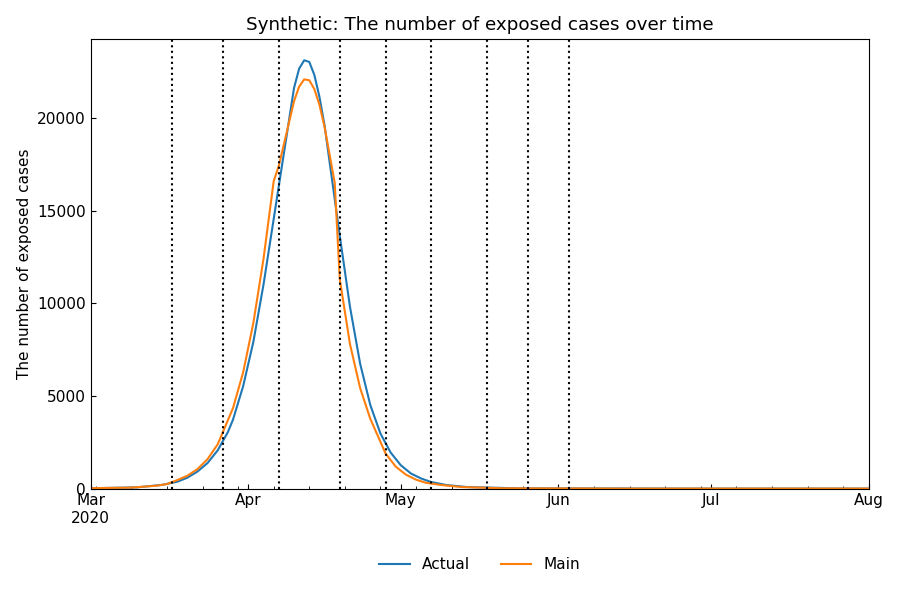 Synthetic: The number of exposed cases over time
The number of exposed cases
20000
15000
10000
5000
0
Mar Apr May Jun Jul Aug
2020
Actual Main